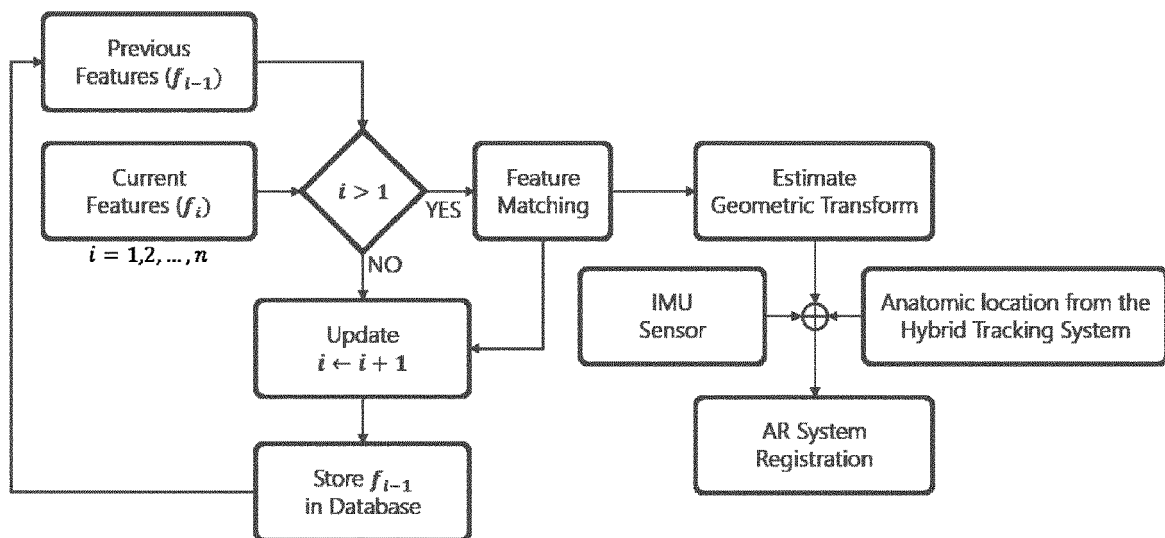 Previous
Features (f_{i−1})
Current
Features (f_i)
i = 1,2, ..., n
i > 1
YES
NO
Feature
Matching
Estimate
Geometric Transform
Update
i ← i + 1
IMU
Sensor
Anatomic location from the
Hybrid Tracking System
Store f_{i−1}
in Database
AR System
Registration